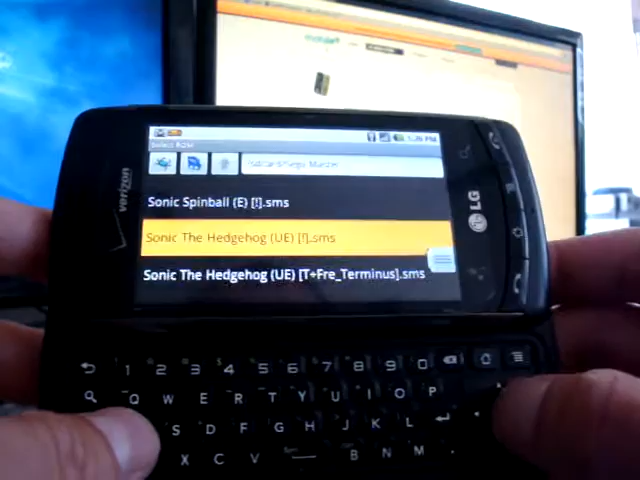 verizon
LG
Select ROM
Sonic Spinball (E) [!].sms
Sonic The Hedgehog (UE) [!].sms
Sonic The Hedgehog (UE) [T+Fre_Terminus].sms
1 2 3 4 5 6 7 8 9 0
Q W E R T Y U I O P
S D F G H J K L
X C V B N M .